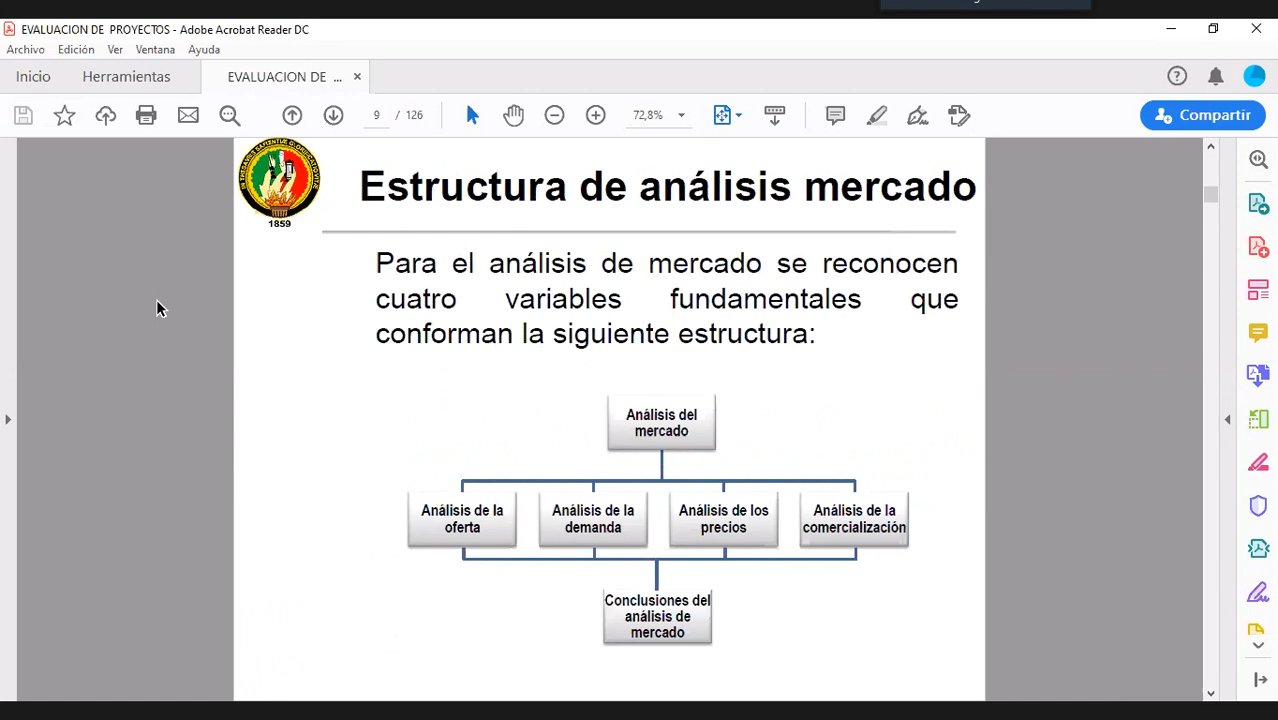 EVALUACION DE PROYECTOS - Adobe Acrobat Reader DC
Archivo Edición Ver Ventana Ayuda
Inicio Herramientas EVALUACION DE ... ×
9 / 126 72,8% Compartir
Estructura de análisis mercado
1859
Para el análisis de mercado se reconocen
cuatro variables fundamentales que
conforman la siguiente estructura:
Análisis del
mercado
Análisis de la
oferta
Análisis de la
demanda
Análisis de los
precios
Análisis de la
comercialización
Conclusiones del
análisis de
mercado